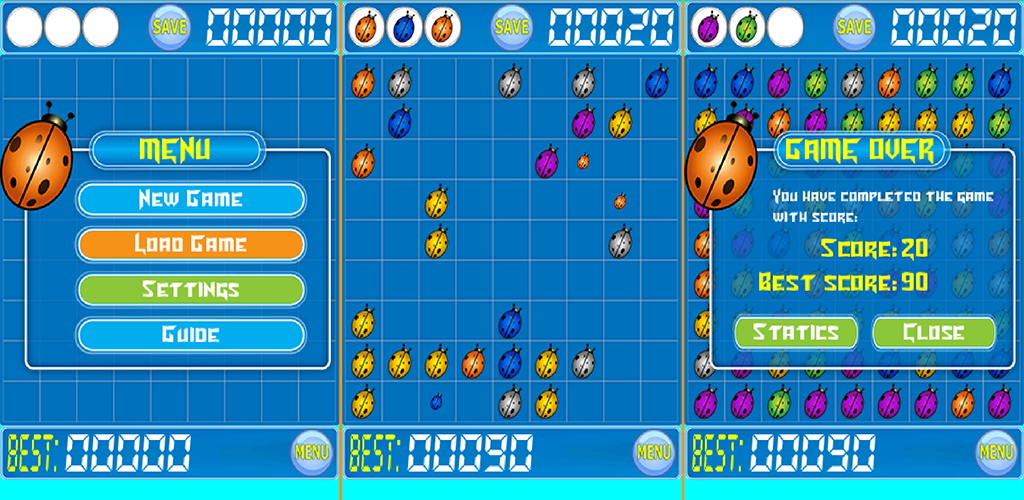 SAVE 00000
MENU
New Game
Load Game
Settings
Guide
BEST: 00000 MENU
SAVE 00020
BEST: 00090 MENU
SAVE 00020
GAME OVER
You have completed the game
with score:
Score: 20
Best score: 90
Statics Close
BEST: 00090 MENU